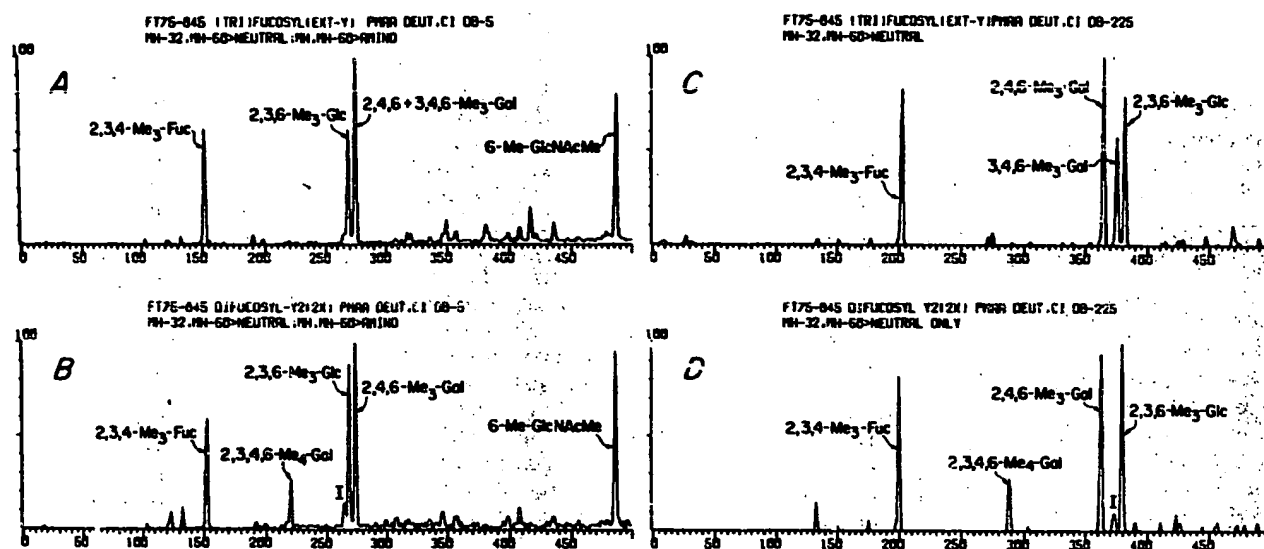 FT75-845 (TRI)FUCOSYL(EXT-Y) PMAA DEUT.CI DB-5
MH-32.MH-60>NEUTRAL;MH.MH-60>AMINO
100
A
2,3,4-Me3-Fuc
2,3,6-Me3-Glc
2,4,6+3,4,6-Me3-Gal
6-Me-GlcNAcMe
50 100 150 200 250 300 350 400 450
FT75-845 (TRI)FUCOSYL(EXT-Y)PMAA DEUT.CI DB-225
MH-32.MH-60>NEUTRAL
100
C
2,4,6-Me3-Gal
2,3,6-Me3-Glc
3,4,6-Me3-Gal
2,3,4-Me3-Fuc
0 50 100 150 200 250 300 350 400 450
FT75-845 DIFUCOSYL-Y2(2X) PMAA DEUT.CI DB-5
MH-32.MH-60>NEUTRAL;MH.MH-60>AMINO
100
B
2,3,6-Me3-Glc
2,4,6-Me3-Gal
2,3,4-Me3-Fuc
2,3,4,6-Me4-Gal
6-Me-GlcNAcMe
I
50 100 150 200 250 300 350 400 450
FT75-845 DIFUCOSYL Y2(2X) PMAA DEUT.CI DB-225
MH-32.MH-60>NEUTRAL ONLY
100
D
2,4,6-Me3-Gal
2,3,6-Me3-Glc
2,3,4-Me3-Fuc
2,3,4,6-Me4-Gal
I
0 50 100 150 200 250 300 350 400 450